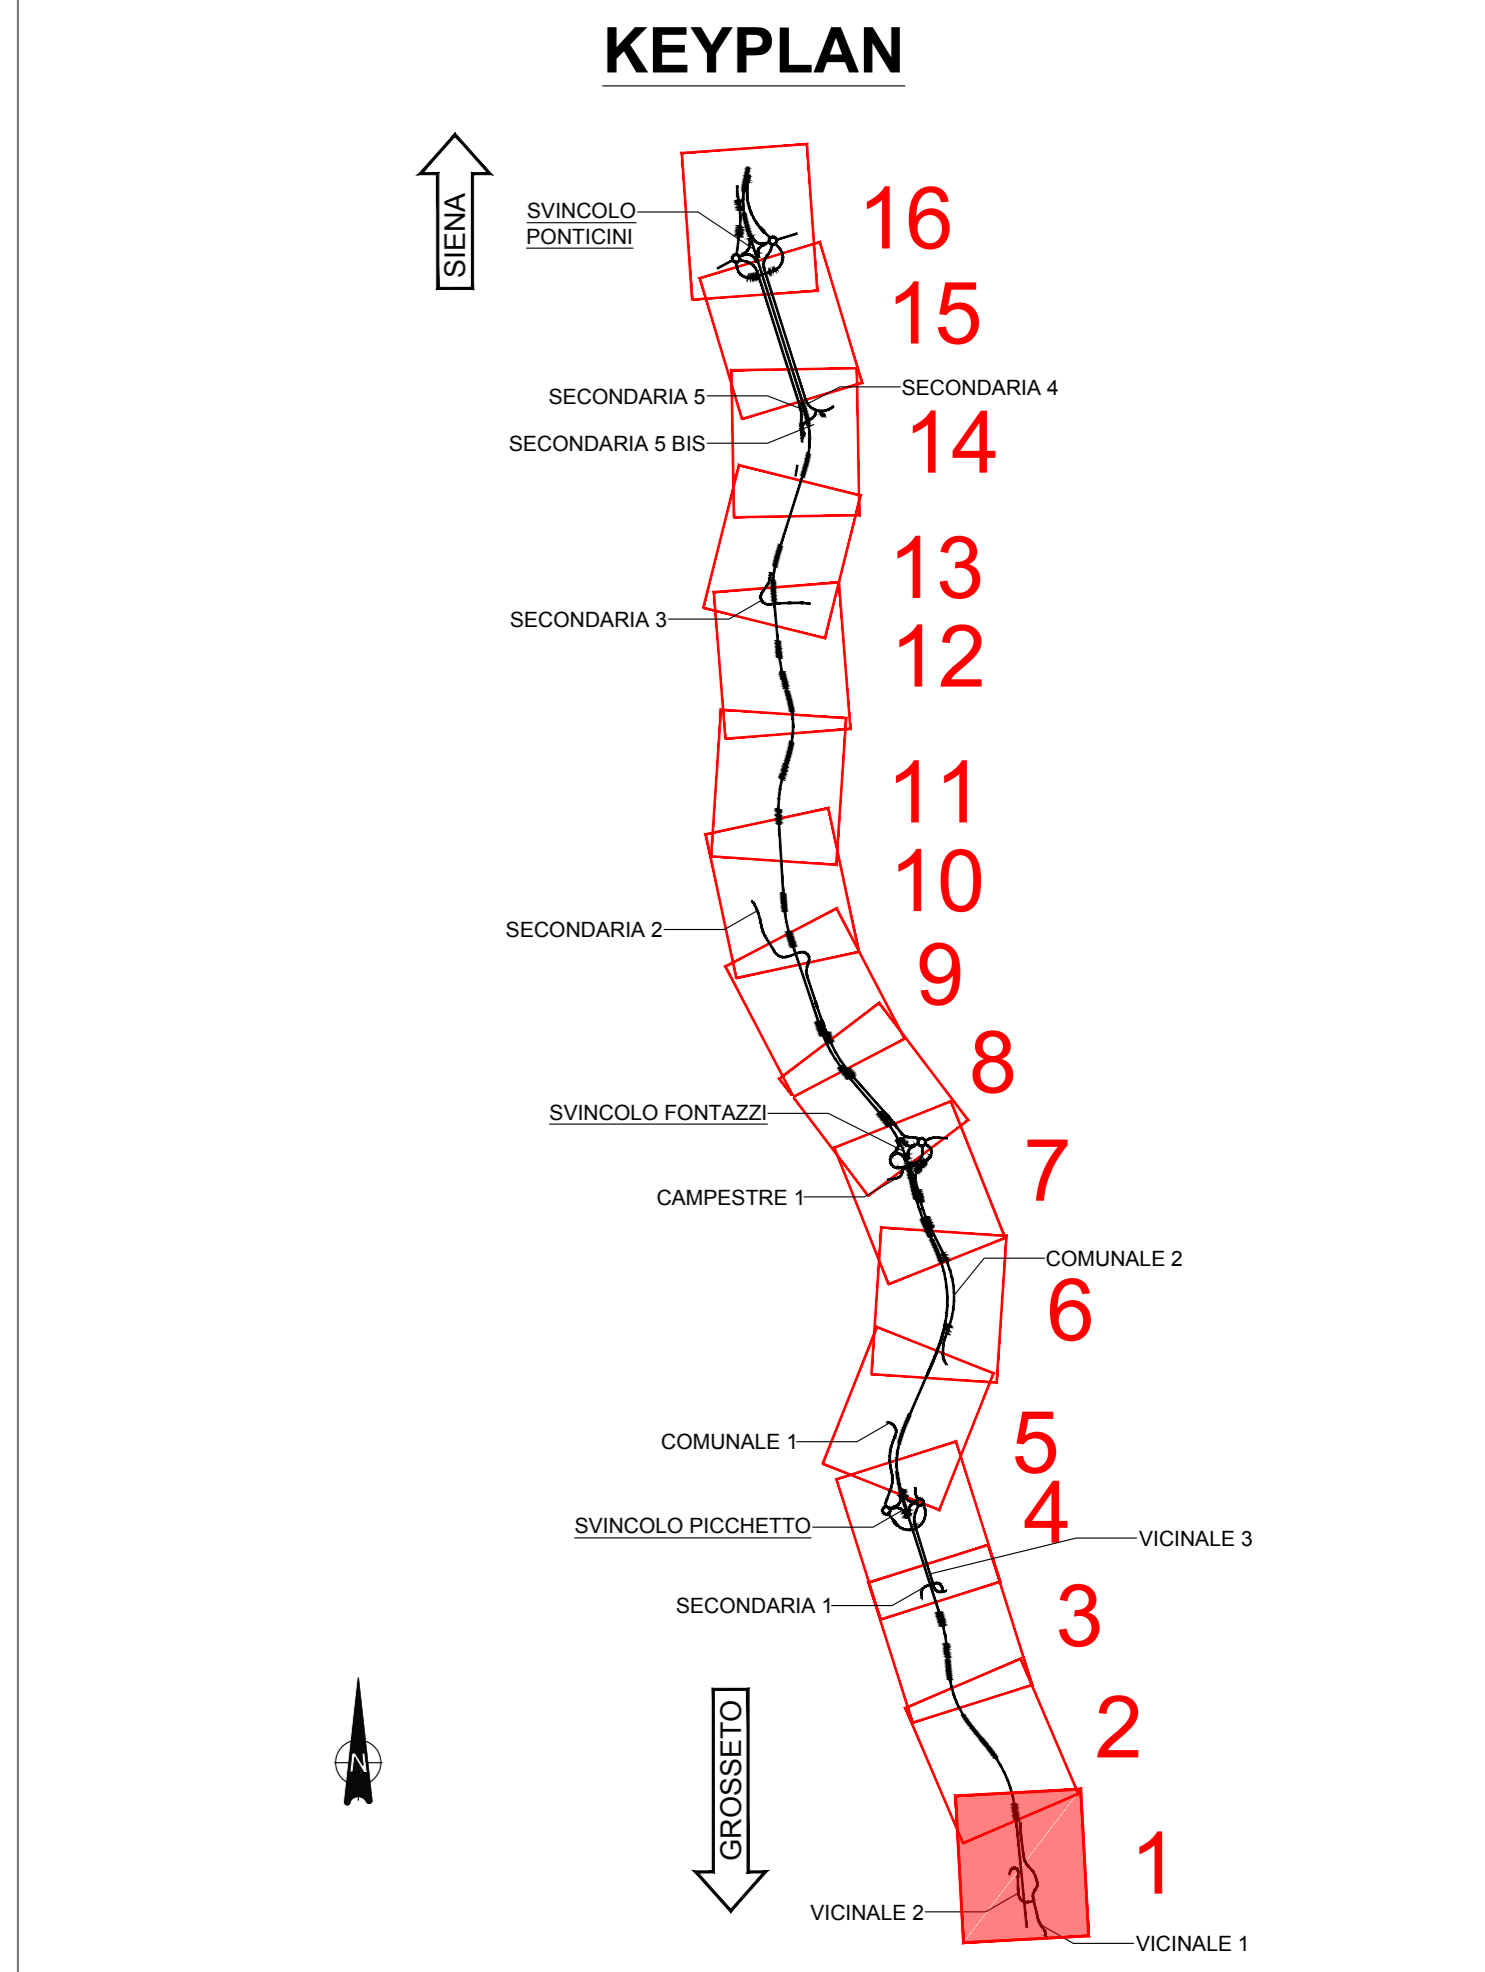 KEYPLAN
SIENA
SVINCOLO
PONTICINI
16
15
SECONDARIA 5
SECONDARIA 4
SECONDARIA 5 BIS
14
13
SECONDARIA 3
12
11
10
SECONDARIA 2
9
8
SVINCOLO FONTAZZI
7
CAMPESTRE 1
COMUNALE 2
6
COMUNALE 1
5
4
SVINCOLO PICCHETTO
VICINALE 3
SECONDARIA 1
3
2
N
GROSSETO
1
VICINALE 2
VICINALE 1